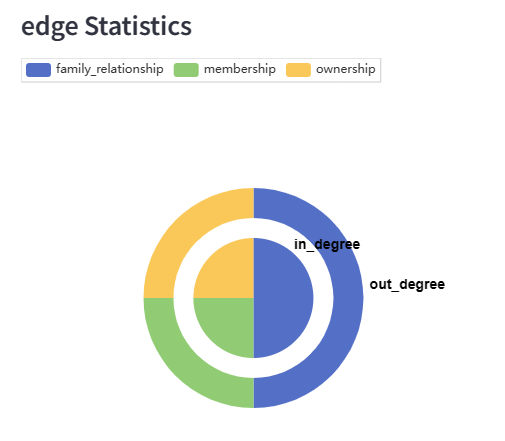 edge Statistics
family_relationship membership ownership
in_degree
out_degree